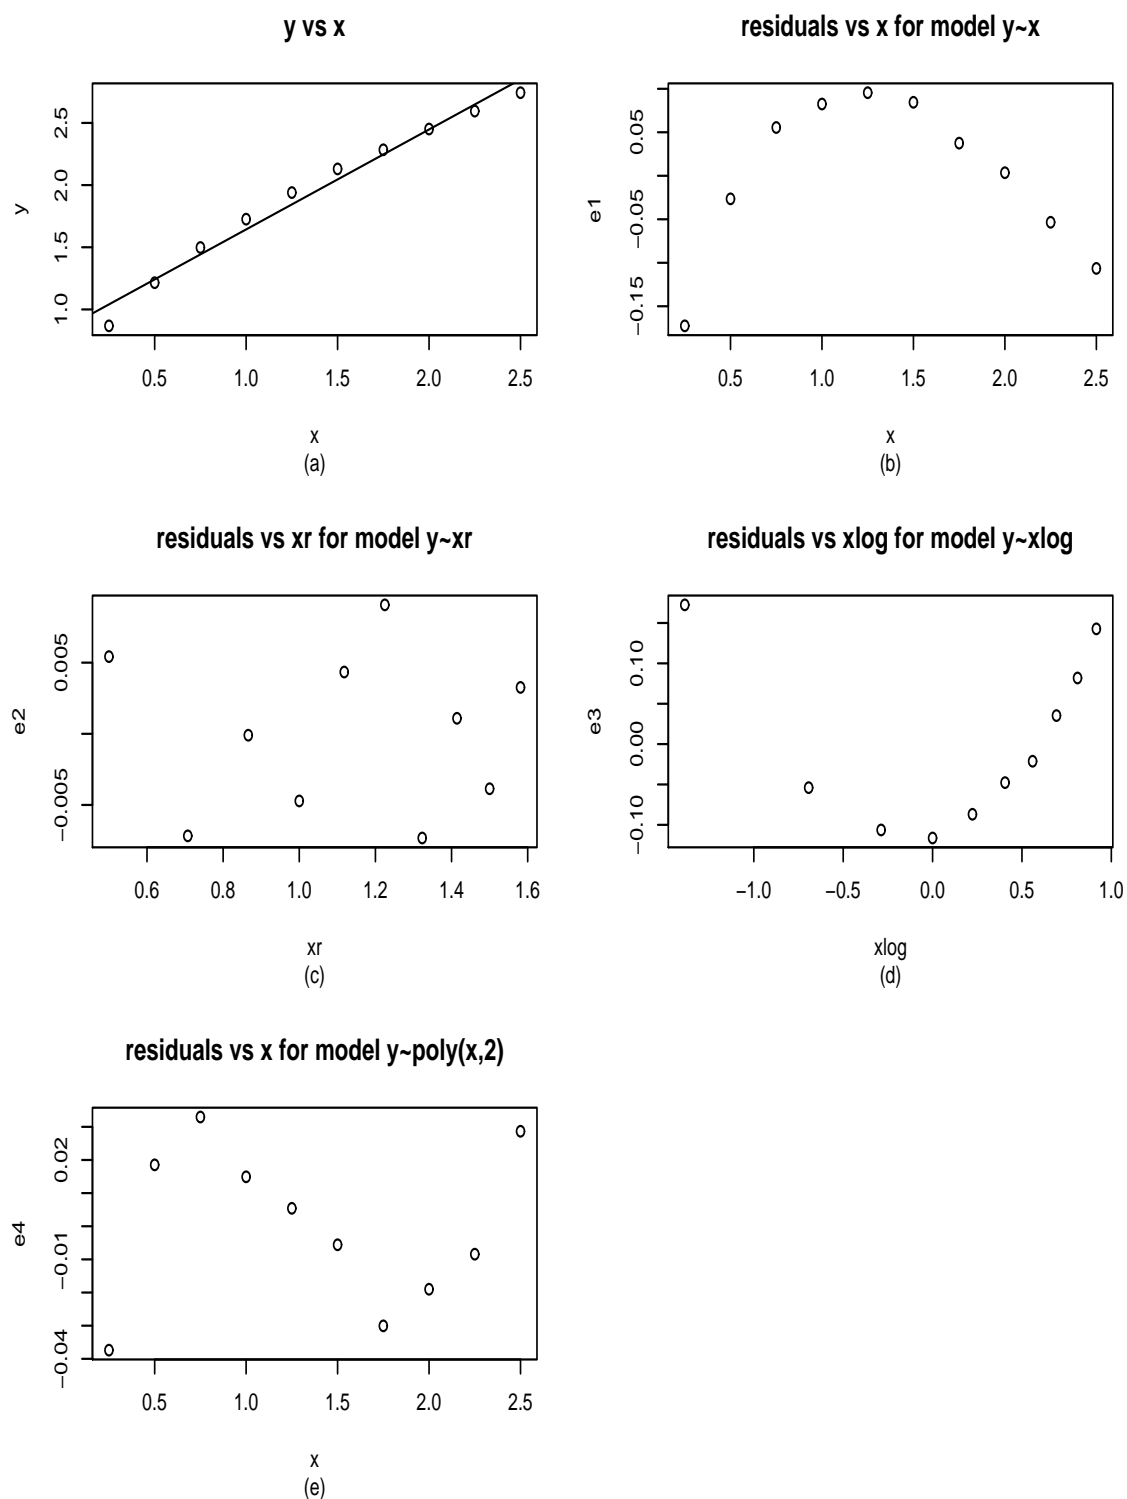 y vs x
2.5
2.0
1.5
1.0
y
0.5 1.0 1.5 2.0 2.5
x
(a)
residuals vs x for model y~x
0.05
−0.05
−0.15
e1
0.5 1.0 1.5 2.0 2.5
x
(b)
residuals vs xr for model y~xr
0.005
−0.005
e2
0.6 0.8 1.0 1.2 1.4 1.6
xr
(c)
residuals vs xlog for model y~xlog
0.10
0.00
−0.10
e3
−1.0 −0.5 0.0 0.5 1.0
xlog
(d)
residuals vs x for model y~poly(x,2)
0.02
−0.01
−0.04
e4
0.5 1.0 1.5 2.0 2.5
x
(e)